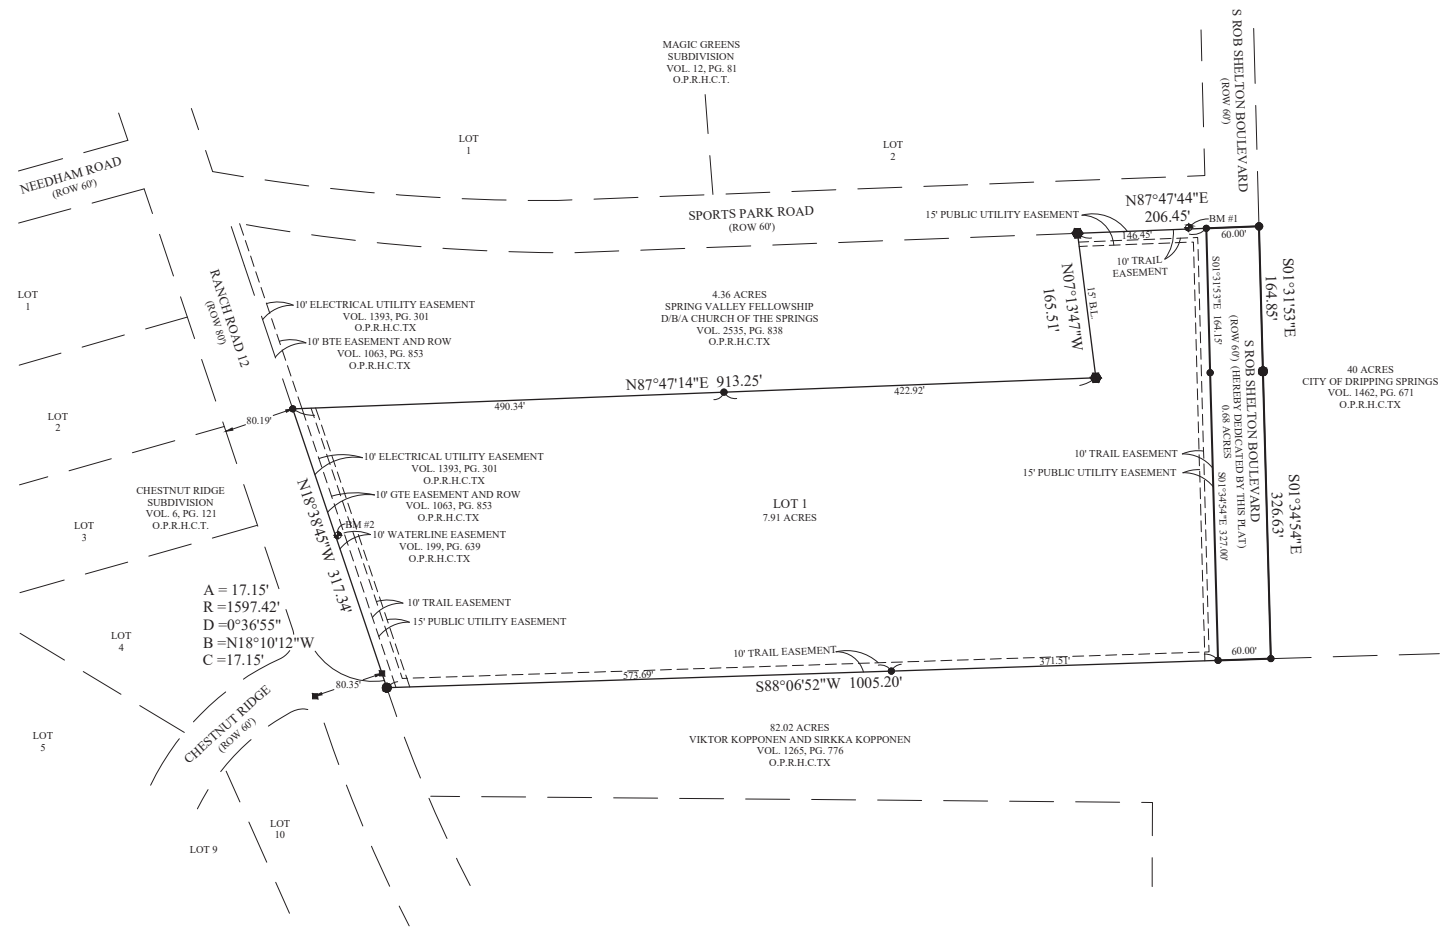 MAGIC GREENS
SUBDIVISION
VOL. 12, PG. 81
O.P.R.H.C.T.
S ROB SHELTON BOULEVARD
(ROW 60')
LOT
1
LOT
2
NEEDHAM ROAD
(ROW 60')
SPORTS PARK ROAD
(ROW 60')
15' PUBLIC UTILITY EASEMENT
N87°47'44"E
206.45'
BM #1
146.45'
60.00'
10' TRAIL
EASEMENT
RANCH ROAD 12
(ROW 80')
LOT
1
10' ELECTRICAL UTILITY EASEMENT
VOL. 1393, PG. 301
O.P.R.H.C.TX
10' BTE EASEMENT AND ROW
VOL. 1063, PG. 853
O.P.R.H.C.TX
4.36 ACRES
SPRING VALLEY FELLOWSHIP
D/B/A CHURCH OF THE SPRINGS
VOL. 2535, PG. 838
O.P.R.H.C.TX
N07°13'47"W
165.51'
15' B.L.
S01°31'53"E 164.15'
S01°31'53"E
164.85'
S ROB SHELTON BOULEVARD
(ROW 60') (HEREBY DEDICATED BY THIS PLAT)
0.68 ACRES
40 ACRES
CITY OF DRIPPING SPRINGS
VOL. 1462, PG. 671
O.P.R.H.C.TX
N87°47'14"E 913.25'
490.34'
422.92'
LOT
2
80.19'
10' ELECTRICAL UTILITY EASEMENT
VOL. 1393, PG. 301
O.P.R.H.C.TX
10' GTE EASEMENT AND ROW
VOL. 1063, PG. 853
O.P.R.H.C.TX
BM #2
10' WATERLINE EASEMENT
VOL. 199, PG. 639
O.P.R.H.C.TX
N18°38'45"W 317.34'
CHESTNUT RIDGE
SUBDIVISION
VOL. 6, PG. 121
O.P.R.H.C.T.
LOT
3
LOT 1
7.91 ACRES
10' TRAIL EASEMENT
15' PUBLIC UTILITY EASEMENT
S01°34'54"E 327.00'
S01°34'54"E
326.63'
A = 17.15'
R =1597.42'
D =0°36'55"
B =N18°10'12"W
C =17.15'
10' TRAIL EASEMENT
15' PUBLIC UTILITY EASEMENT
LOT
4
10' TRAIL EASEMENT
371.51'
60.00'
573.69'
S88°06'52"W 1005.20'
80.35'
CHESTNUT RIDGE
(ROW 60')
LOT
5
82.02 ACRES
VIKTOR KOPPONEN AND SIRKKA KOPPONEN
VOL. 1265, PG. 776
O.P.R.H.C.TX
LOT
10
LOT 9